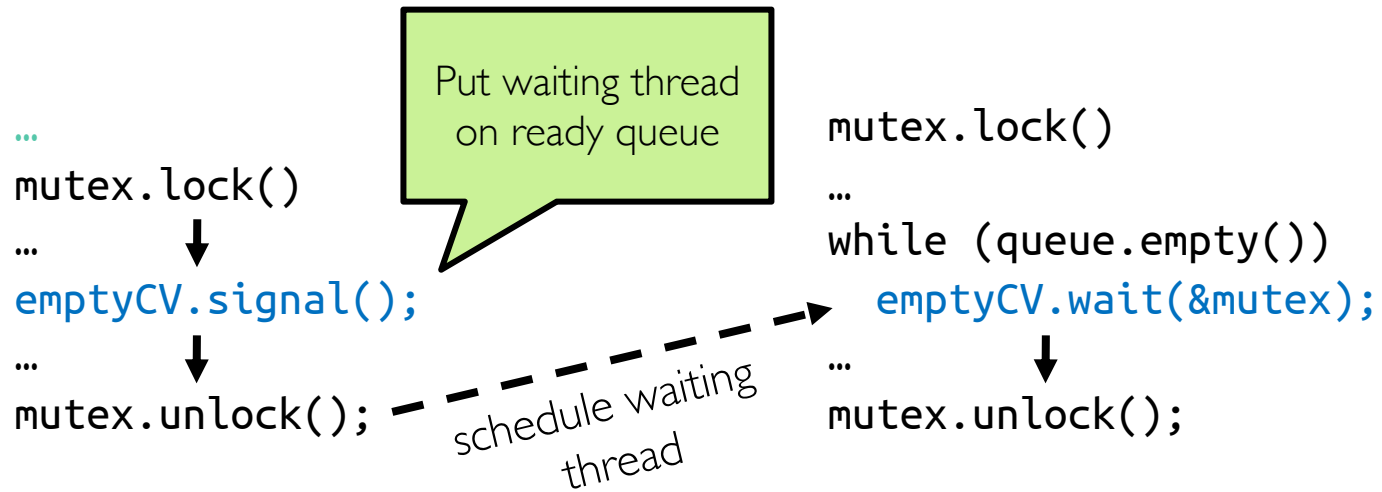 …
mutex.lock()
…
emptyCV.signal();
…
mutex.unlock();
Put waiting thread
on ready queue
schedule waiting
thread
mutex.lock()
…
while (queue.empty())
emptyCV.wait(&mutex);
…
mutex.unlock();